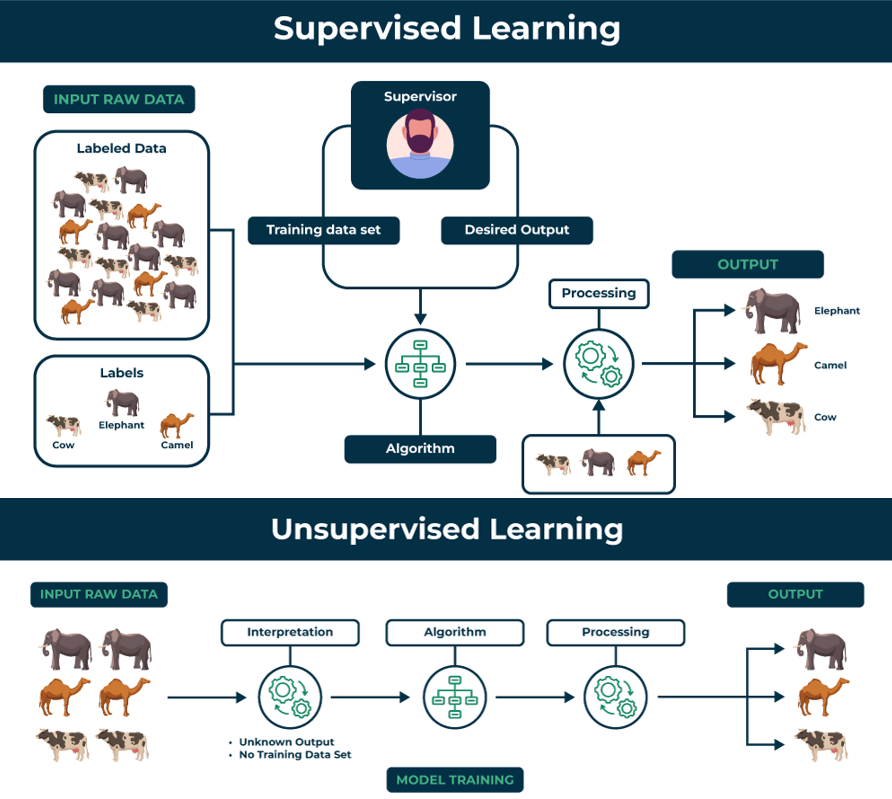 Supervised Learning
INPUT RAW DATA
Labeled Data
Supervisor
Training data set
Desired Output
Labels
Cow
Elephant
Camel
Algorithm
Processing
OUTPUT
Elephant
Camel
Cow
Unsupervised Learning
INPUT RAW DATA
Interpretation
• Unknown Output
• No Training Data Set
Algorithm
Processing
OUTPUT
MODEL TRAINING